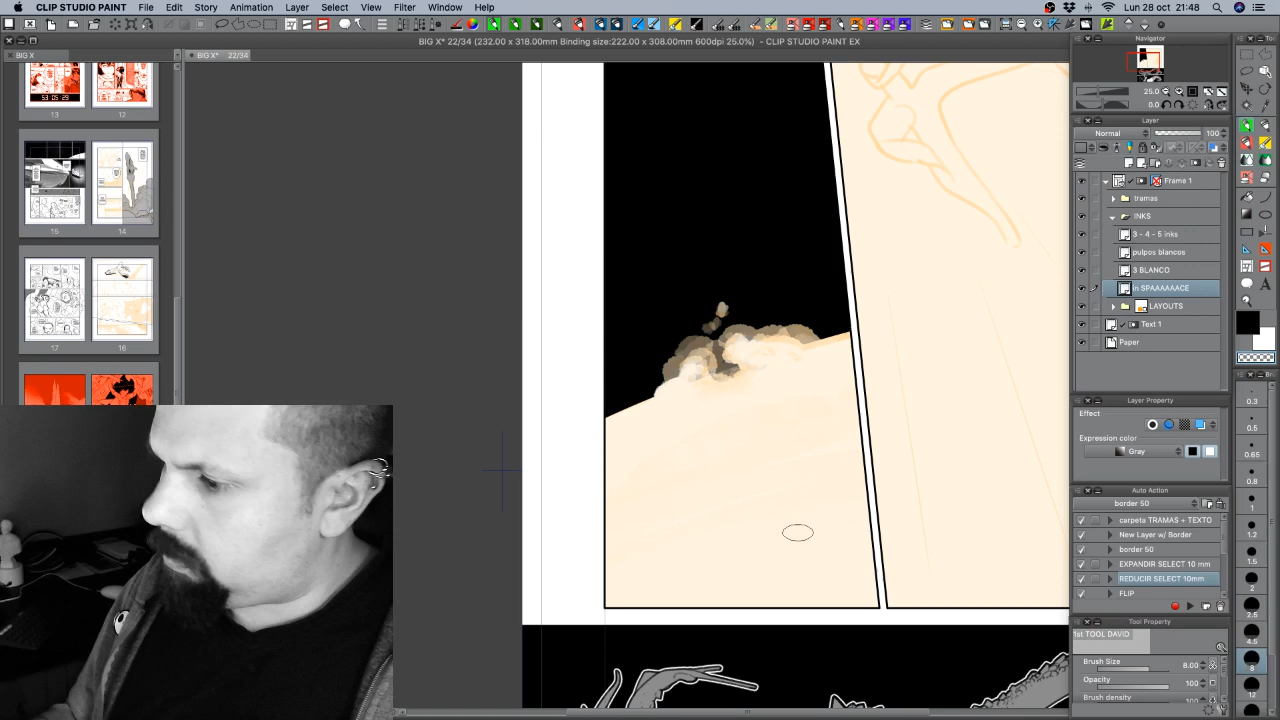 CLIP STUDIO PAINT File Edit Story Animation Layer Select View Filter Window Help
Lun 28 oct 21:48
BIG X* 22/34 (232.00 x 318.00mm Binding size:222.00 x 308.00mm 600dpi 25.0%) - CLIP STUDIO PAINT EX
BIG X
BIG X* 22/34
13 12
15 14
17 16
Navigator
25.0
0.0
Layer
Normal
100
Frame 1
tramas
INKS
3 - 4 - 5 inks
pulpos blancos
3 BLANCO
in SPAAAAAACE
LAYOUTS
Text 1
Paper
Layer Property
Effect
Expression color
Gray
Auto Action
border 50
carpeta TRAMAS + TEXTO
New Layer w/ Border
border 50
EXPANDIR SELECT 10 mm
REDUCIR SELECT 10mm
FLIP
Tool Property
1st TOOL DAVID
Brush Size 8.00
Opacity 100
Brush density 100
To
Br
0.3
0.5
0.65
0.8
1
1.2
1.5
2
2.5
4.5
8
12